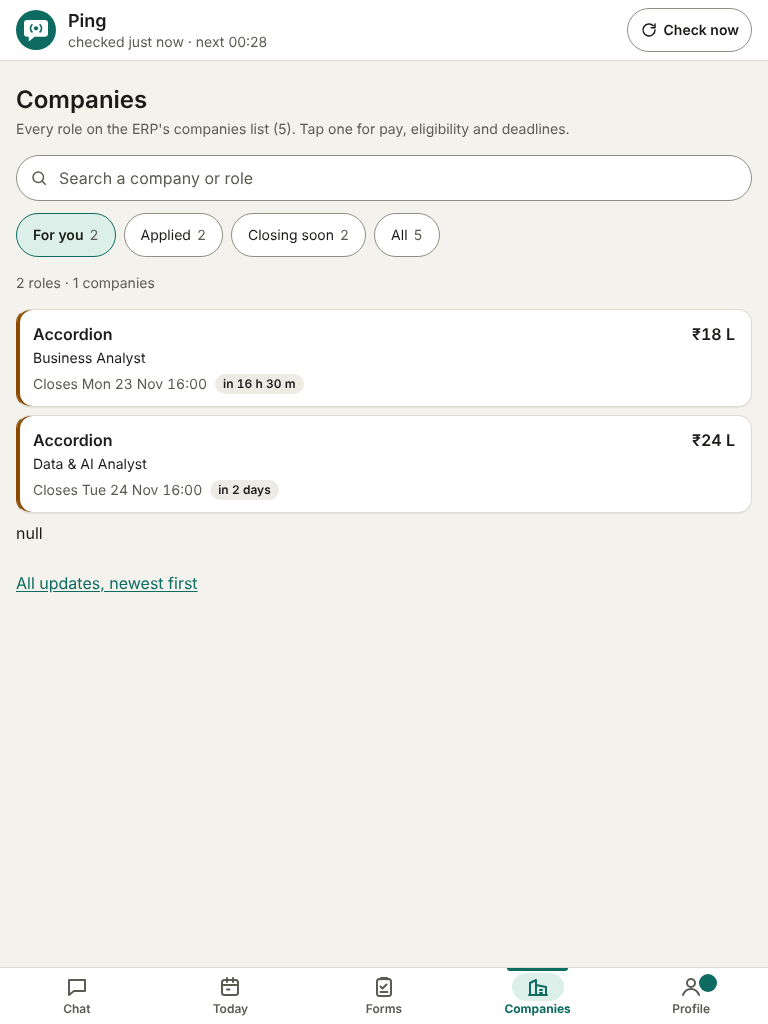 Ping
checked just now · next 00:28
Check now
Companies
Every role on the ERP's companies list (5). Tap one for pay, eligibility and deadlines.
Search a company or role
For you 2
Applied 2
Closing soon 2
All 5
2 roles · 1 companies
Accordion
₹18 L
Business Analyst
Closes Mon 23 Nov 16:00 in 16 h 30 m
Accordion
₹24 L
Data & AI Analyst
Closes Tue 24 Nov 16:00 in 2 days
null
All updates, newest first
Chat
Today
Forms
Companies
Profile